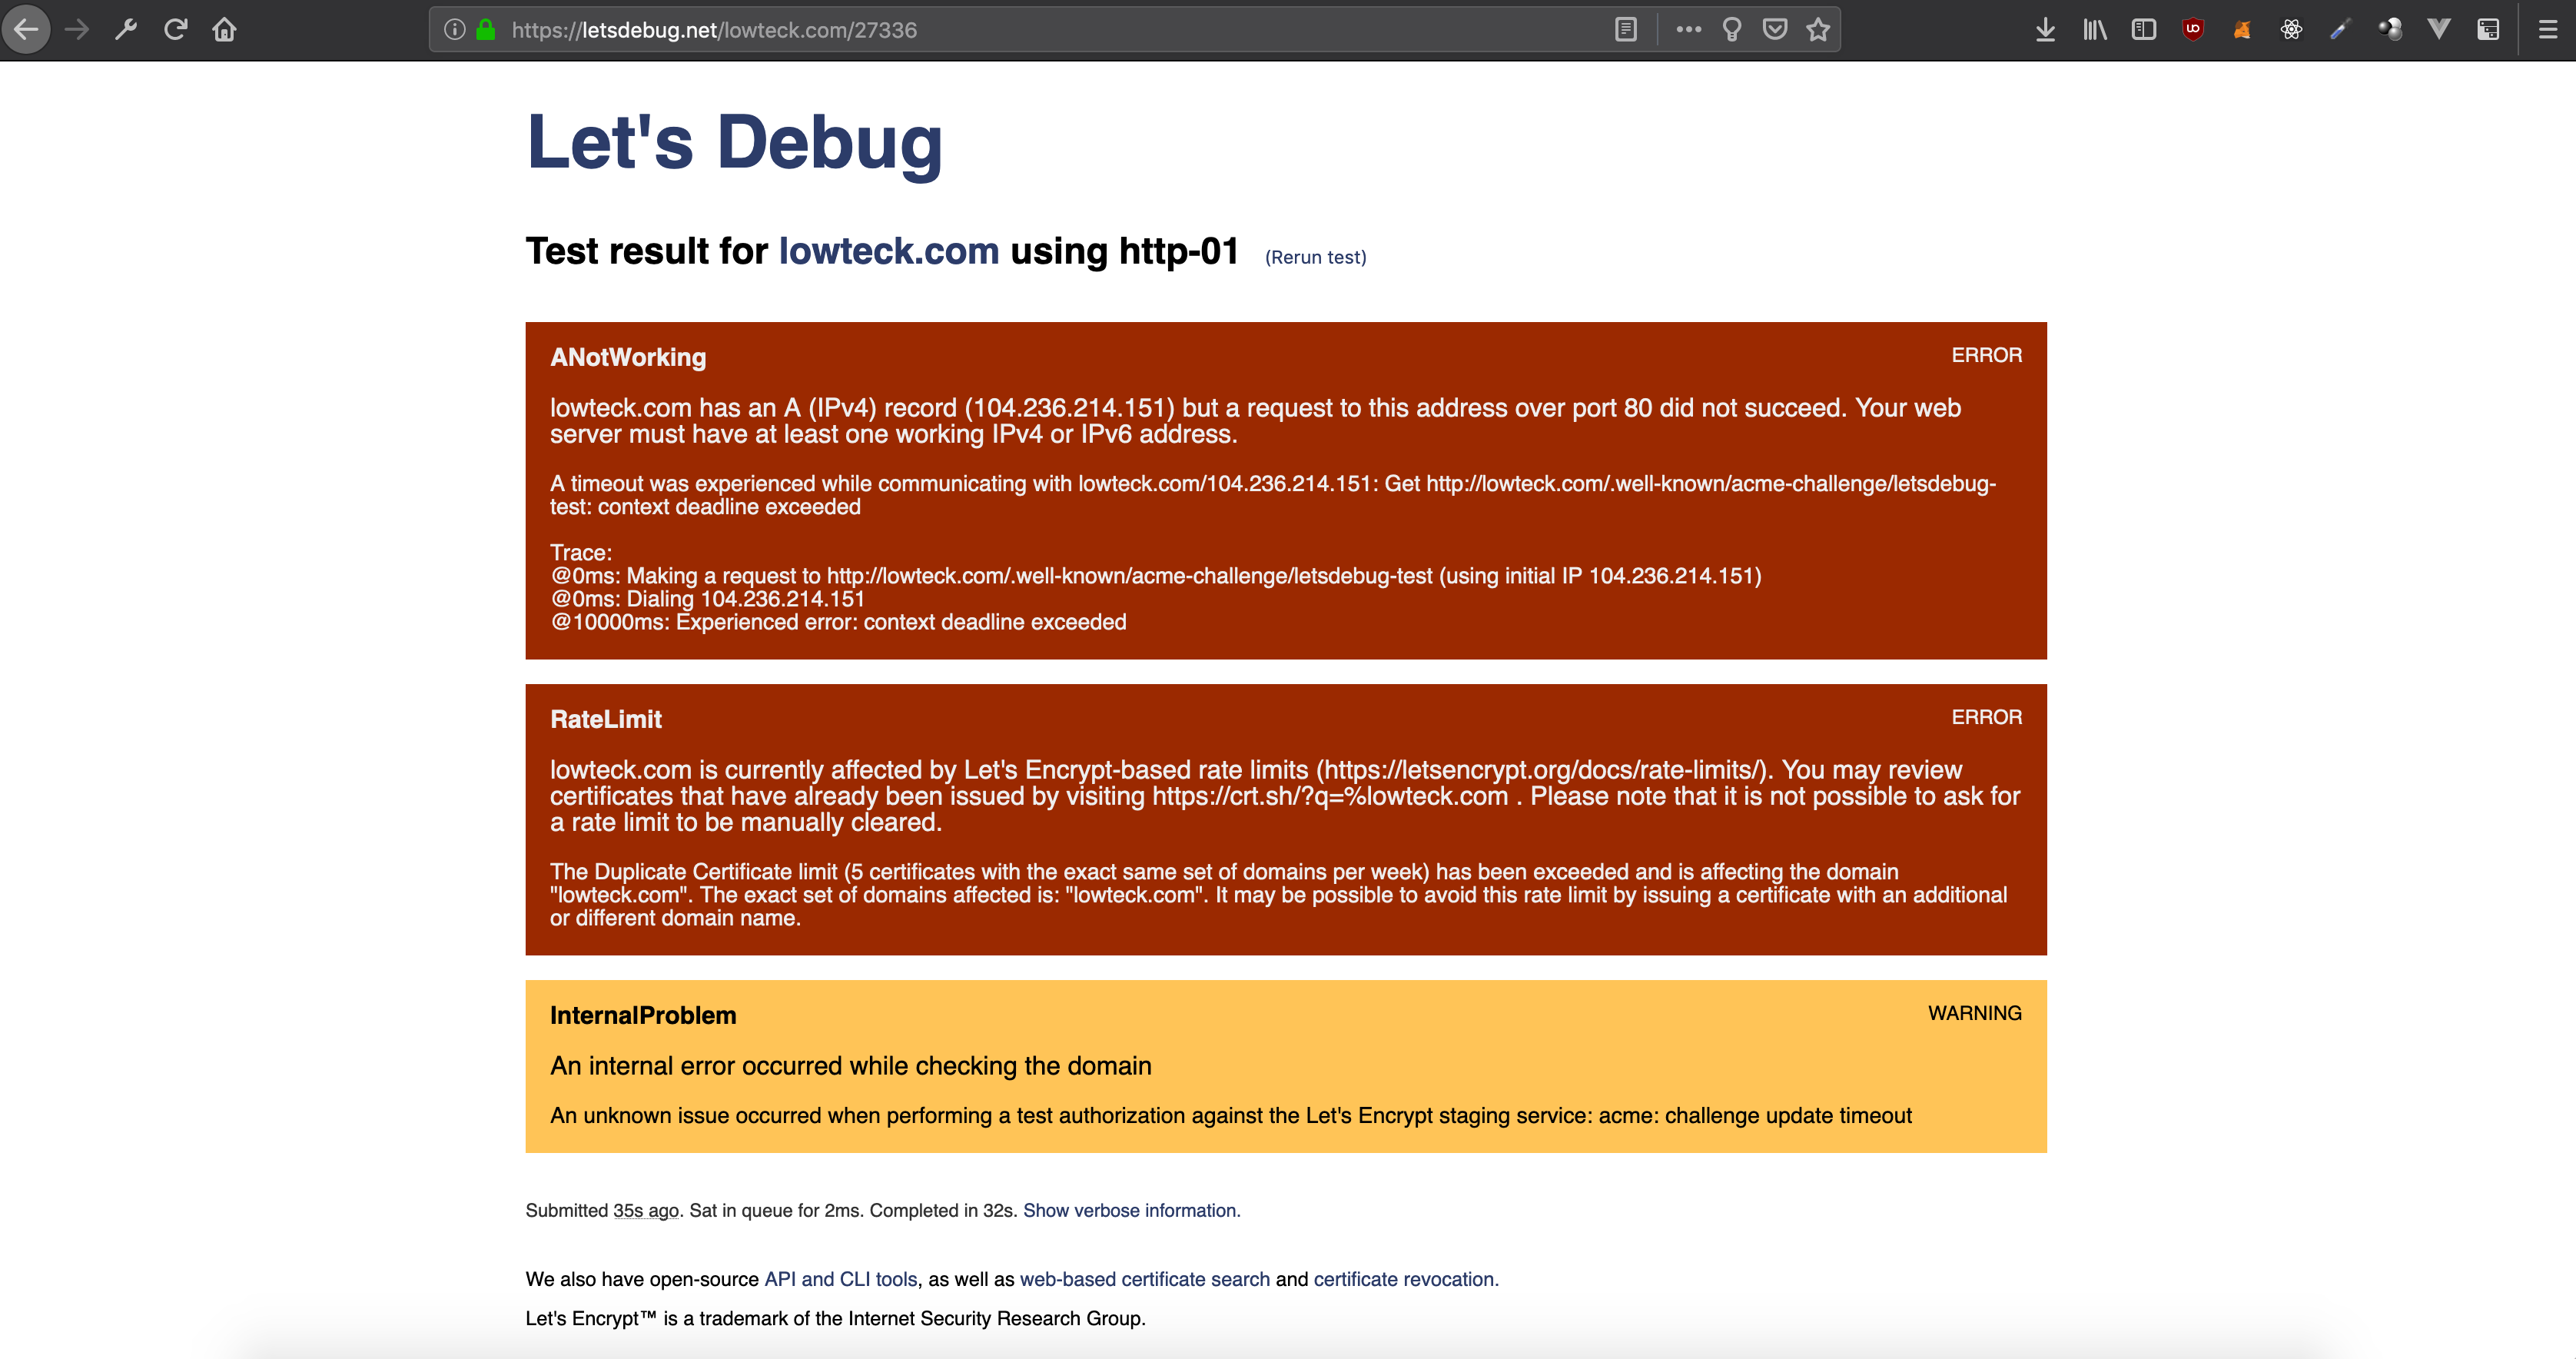 https://letsdebug.net/lowteck.com/27336
Let's Debug
Test result for lowteck.com using http-01 (Rerun test)
ANotWorking ERROR
lowteck.com has an A (IPv4) record (104.236.214.151) but a request to this address over port 80 did not succeed. Your web
server must have at least one working IPv4 or IPv6 address.
A timeout was experienced while communicating with lowteck.com/104.236.214.151: Get http://lowteck.com/.well-known/acme-challenge/letsdebug-
test: context deadline exceeded
Trace:
@0ms: Making a request to http://lowteck.com/.well-known/acme-challenge/letsdebug-test (using initial IP 104.236.214.151)
@0ms: Dialing 104.236.214.151
@10000ms: Experienced error: context deadline exceeded
RateLimit ERROR
lowteck.com is currently affected by Let's Encrypt-based rate limits (https://letsencrypt.org/docs/rate-limits/). You may review
certificates that have already been issued by visiting https://crt.sh/?q=%lowteck.com . Please note that it is not possible to ask for
a rate limit to be manually cleared.
The Duplicate Certificate limit (5 certificates with the exact same set of domains per week) has been exceeded and is affecting the domain
"lowteck.com". The exact set of domains affected is: "lowteck.com". It may be possible to avoid this rate limit by issuing a certificate with an additional
or different domain name.
InternalProblem WARNING
An internal error occurred while checking the domain
An unknown issue occurred when performing a test authorization against the Let's Encrypt staging service: acme: challenge update timeout
Submitted 35s ago. Sat in queue for 2ms. Completed in 32s. Show verbose information.
We also have open-source API and CLI tools, as well as web-based certificate search and certificate revocation.
Let's Encrypt™ is a trademark of the Internet Security Research Group.